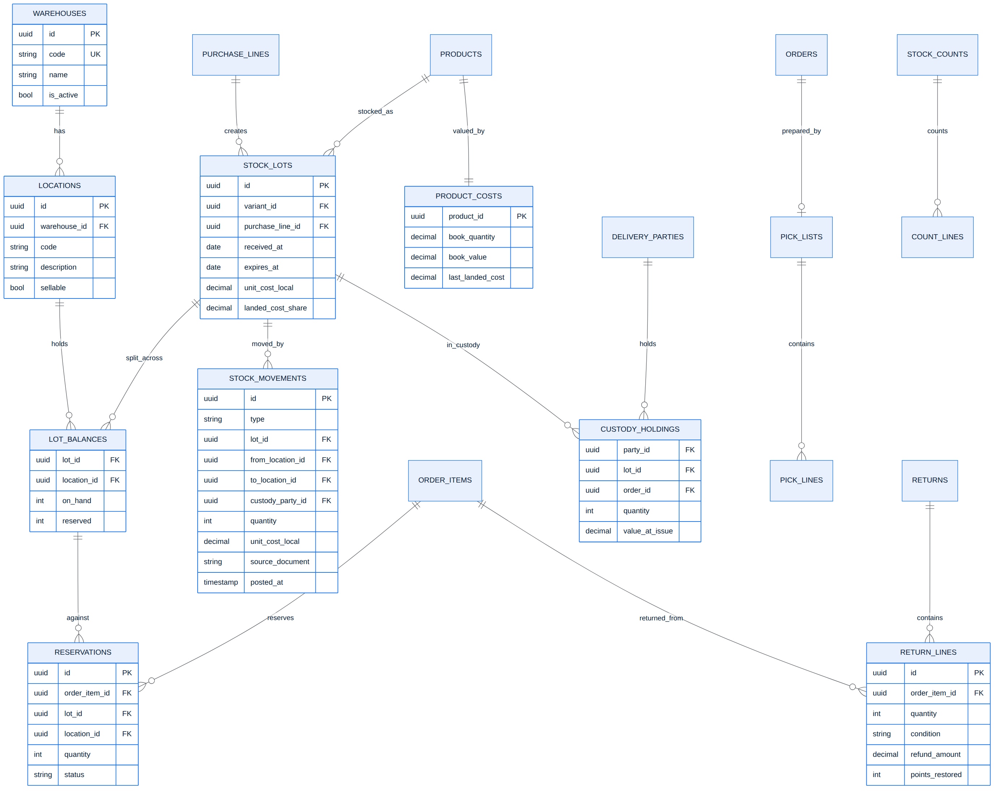 WAREHOUSES
uuid id PK
string code UK
string name
bool is_active
PURCHASE_LINES
PRODUCTS
ORDERS
STOCK_COUNTS
stocked_as
has
creates
valued_by
prepared_by
counts
LOCATIONS
uuid id PK
uuid warehouse_id FK
string code
string description
bool sellable
STOCK_LOTS
uuid id PK
uuid variant_id FK
uuid purchase_line_id FK
date received_at
date expires_at
decimal unit_cost_local
decimal landed_cost_share
PRODUCT_COSTS
uuid product_id PK
decimal book_quantity
decimal book_value
decimal last_landed_cost
DELIVERY_PARTIES
PICK_LISTS
COUNT_LINES
holds
split_across
moved_by
in_custody
holds
contains
LOT_BALANCES
uuid lot_id FK
uuid location_id FK
int on_hand
int reserved
STOCK_MOVEMENTS
uuid id PK
string type
uuid lot_id FK
uuid from_location_id FK
uuid to_location_id FK
uuid custody_party_id FK
int quantity
decimal unit_cost_local
string source_document
timestamp posted_at
ORDER_ITEMS
CUSTODY_HOLDINGS
uuid party_id FK
uuid lot_id FK
uuid order_id FK
int quantity
decimal value_at_issue
PICK_LINES
RETURNS
against
reserves
returned_from
contains
RESERVATIONS
uuid id PK
uuid order_item_id FK
uuid lot_id FK
uuid location_id FK
int quantity
string status
RETURN_LINES
uuid id PK
uuid order_item_id FK
int quantity
string condition
decimal refund_amount
int points_restored